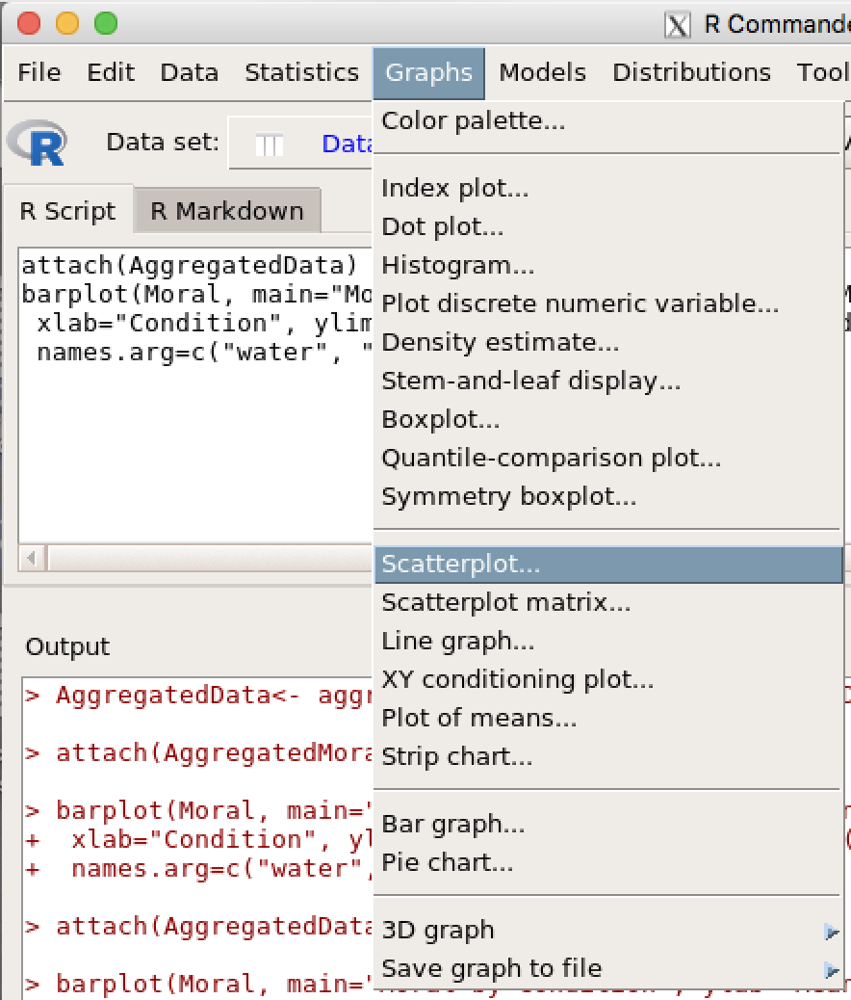 R Commande
File Edit Data Statistics Graphs Models Distributions Tool
R Data set: Data
R Script R Markdown
attach(AggregatedData)
barplot(Moral, main="Mo
xlab="Condition", ylim
names.arg=c("water", "
Color palette...
Index plot...
Dot plot...
Histogram...
Plot discrete numeric variable...
Density estimate...
Stem-and-leaf display...
Boxplot...
Quantile-comparison plot...
Symmetry boxplot...
Scatterplot...
Scatterplot matrix...
Line graph...
XY conditioning plot...
Plot of means...
Strip chart...
Bar graph...
Pie chart...
3D graph
Save graph to file
Output
> AggregatedData<- aggr
> attach(AggregatedMora
> barplot(Moral, main="
+ xlab="Condition", yl
+ names.arg=c("water",
> attach(AggregatedData
> barplot(Moral, main="